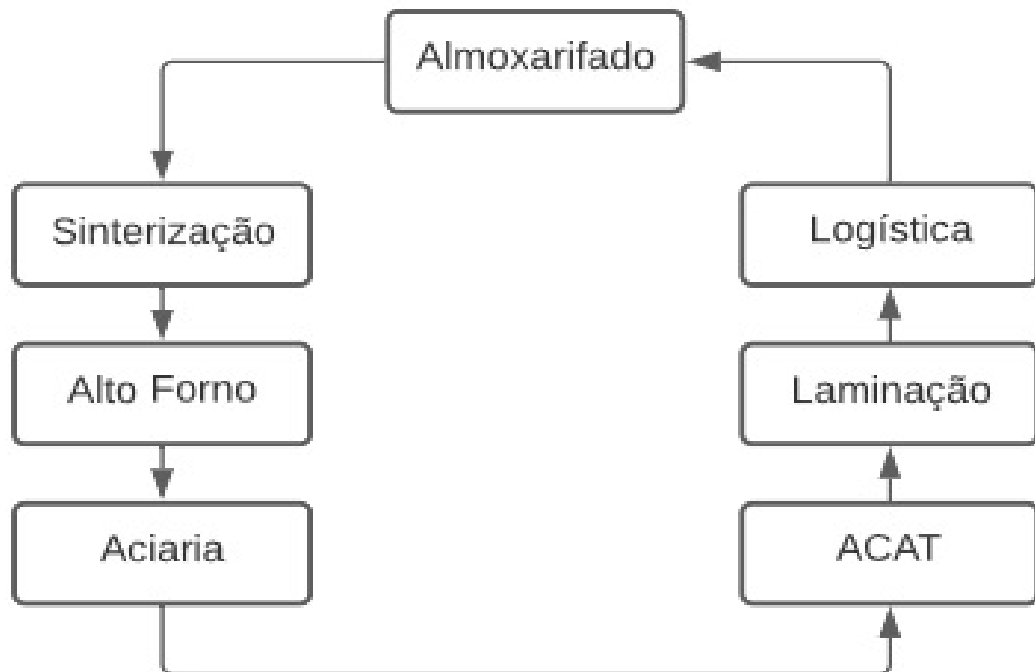 Almoxarifado
Sinterização
Logística
Alto Forno
Laminação
Aciaria
ACAT